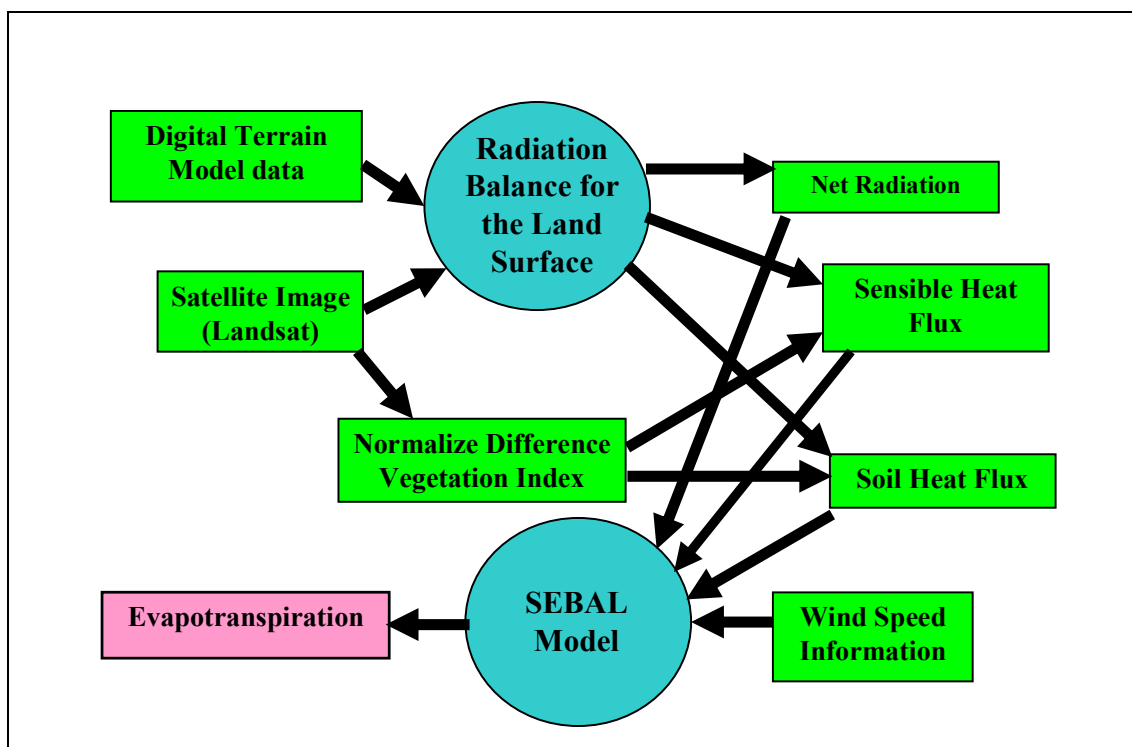 Digital Terrain
Model data
Radiation
Balance for
the Land
Surface
Net Radiation
Satellite Image
(Landsat)
Sensible Heat
Flux
Normalize Difference
Vegetation Index
Soil Heat Flux
Evapotranspiration
SEBAL
Model
Wind Speed
Information